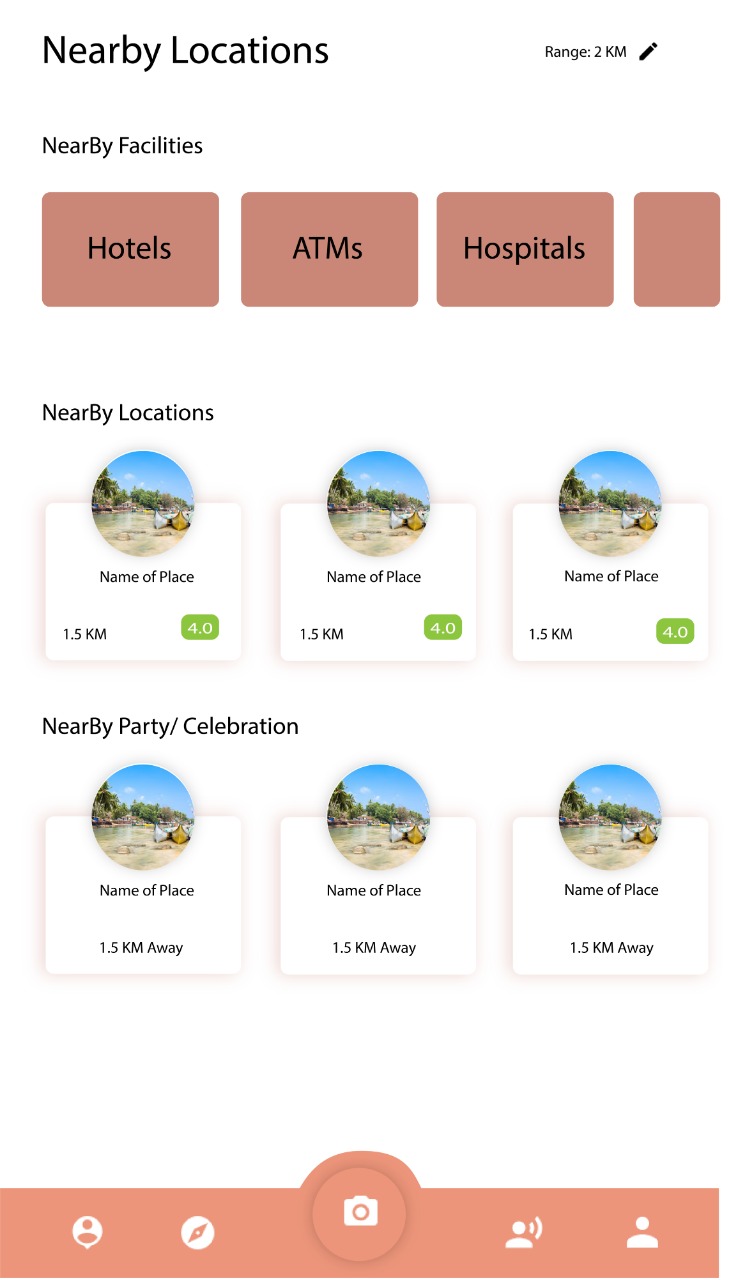 Nearby Locations
Range: 2 KM
NearBy Facilities
Hotels
ATMs
Hospitals
NearBy Locations
Name of Place
Name of Place
Name of Place
1.5 KM
4.0
1.5 KM
4.0
1.5 KM
4.0
NearBy Party/ Celebration
Name of Place
Name of Place
Name of Place
1.5 KM Away
1.5 KM Away
1.5 KM Away